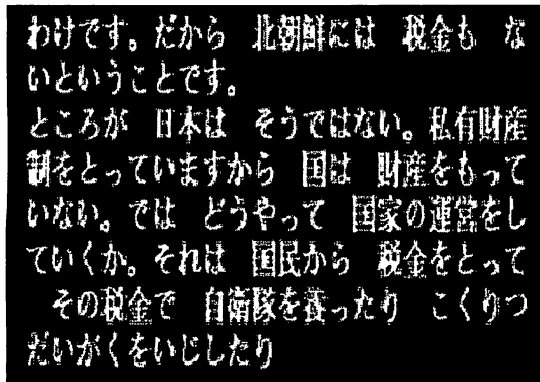 わけです。だから 北朝鮮には 税金も な
いということです。
ところが 日本は そうではない。私有財産
制をとっていますから 国は 財産をもって
いない。では どうやって 国家の運営をし
ていくか。それは 国民から 税金をとって
その税金で 自衛隊を養ったり こくりつ
だいがくをいじしたり